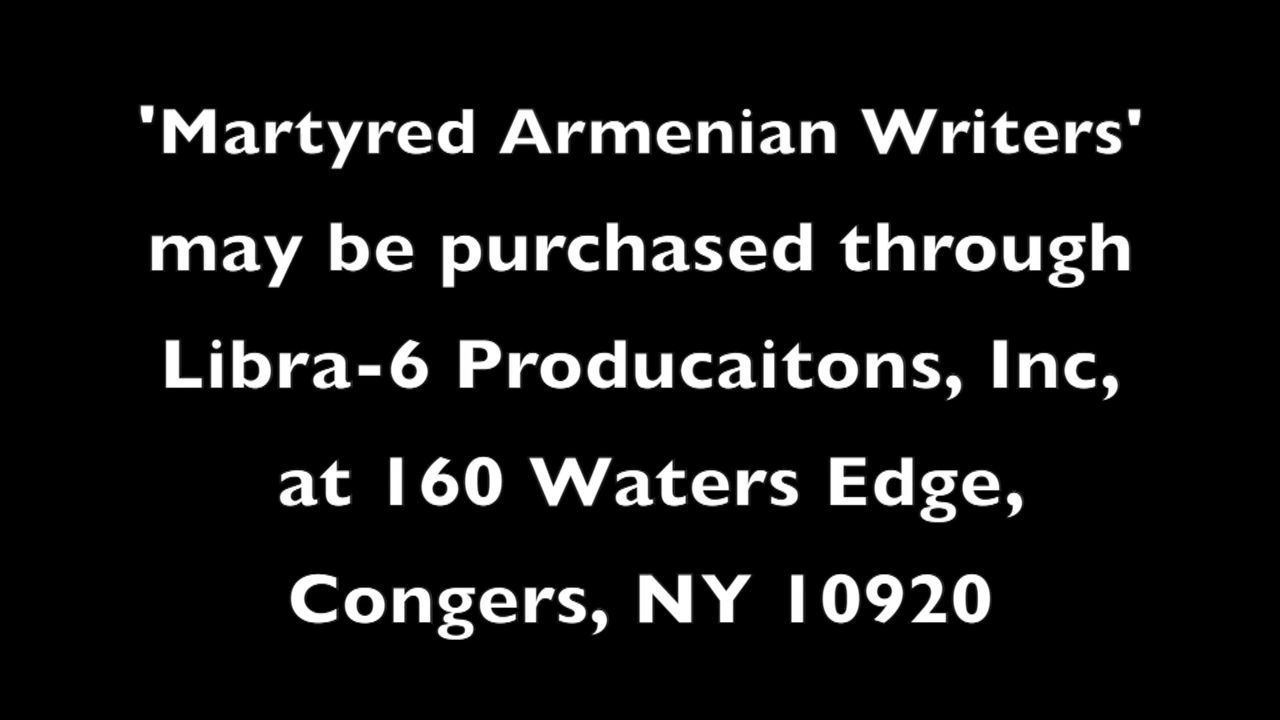 'Martyred Armenian Writers'
may be purchased through
Libra-6 Producaitons, Inc,
at 160 Waters Edge,
Congers, NY 10920